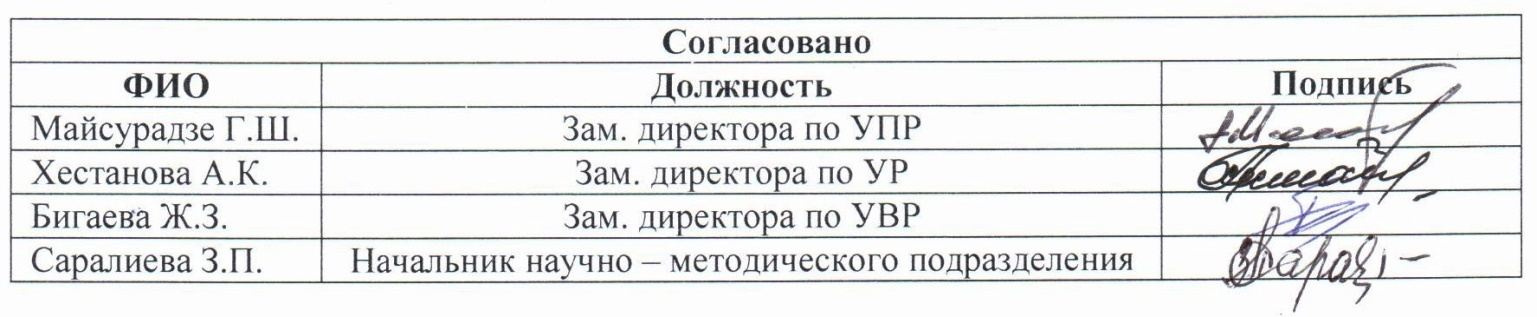 Согласовано
ФИО Должность Подпись
Майсурадзе Г.Ш. Зам. директора по УПР
Хестанова А.К. Зам. директора по УР
Бигаева Ж.З. Зам. директора по УВР
Саралиева З.П. Начальник научно – методического подразделения